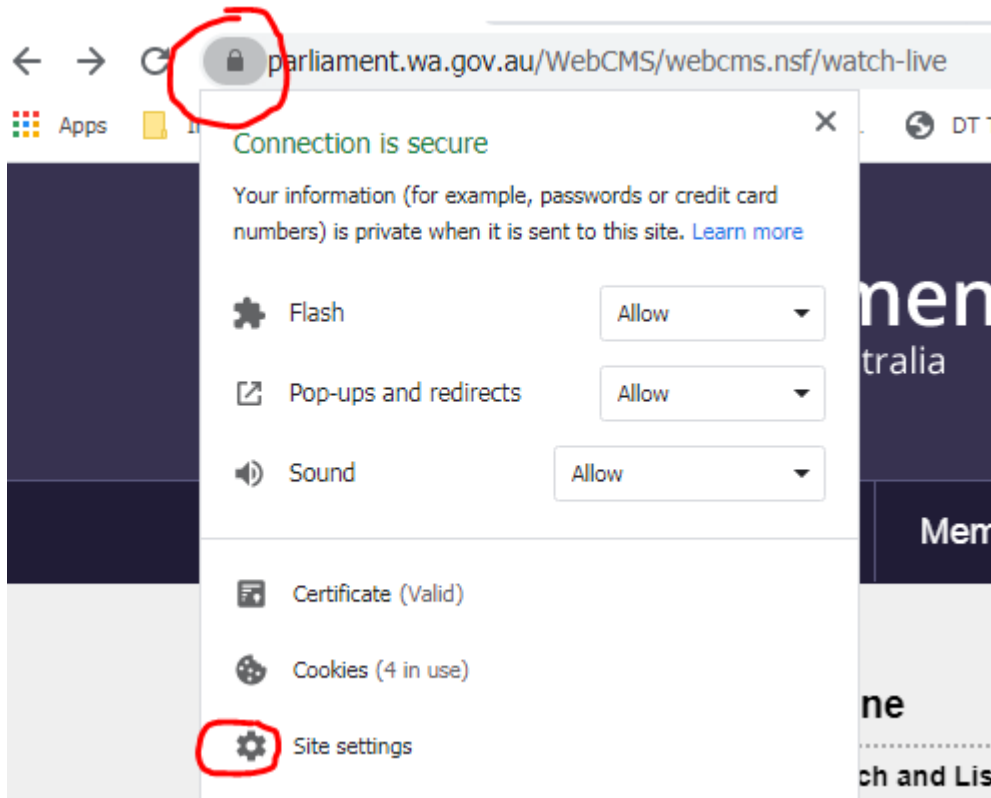 parliament.wa.gov.au/WebCMS/webcms.nsf/watch-live
Apps
DT
Connection is secure
Your information (for example, passwords or credit card
numbers) is private when it is sent to this site. Learn more
Flash Allow
Pop-ups and redirects Allow
Sound Allow
Certificate (Valid)
Cookies (4 in use)
Site settings
men
tralia
Mem
ne
ch and Lis